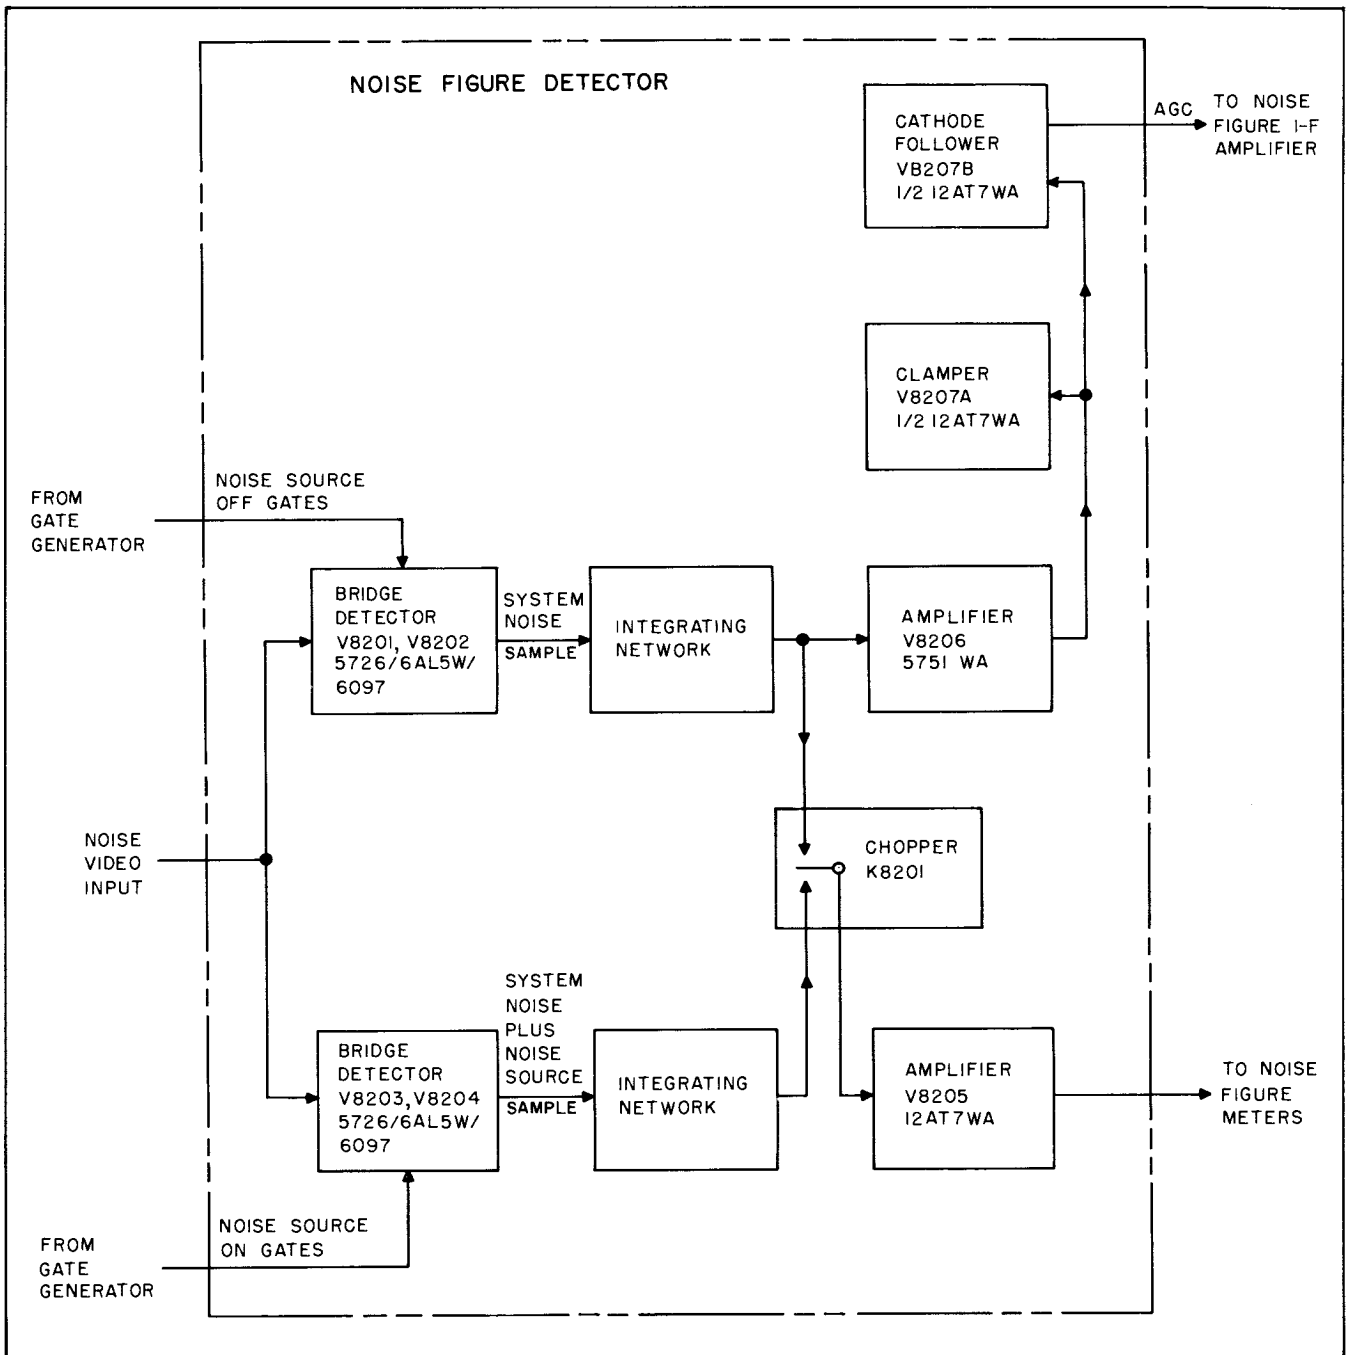 NOISE FIGURE DETECTOR
CATHODE
FOLLOWER
VB207B
1/2 12AT7WA
AGC
TO NOISE
FIGURE I-F
AMPLIFIER
CLAMPER
V8207A
1/2 12AT7WA
NOISE SOURCE
OFF GATES
FROM
GATE
GENERATOR
BRIDGE
DETECTOR
V8201, V8202
5726/6AL5W/
6097
SYSTEM
NOISE
SAMPLE
INTEGRATING
NETWORK
AMPLIFIER
V8206
5751 WA
NOISE
VIDEO
INPUT
CHOPPER
K8201
BRIDGE
DETECTOR
V8203, V8204
5726/6AL5W/
6097
SYSTEM
NOISE
PLUS
NOISE
SOURCE
SAMPLE
INTEGRATING
NETWORK
AMPLIFIER
V8205
12AT7WA
TO NOISE
FIGURE
METERS
NOISE SOURCE
ON GATES
FROM
GATE
GENERATOR